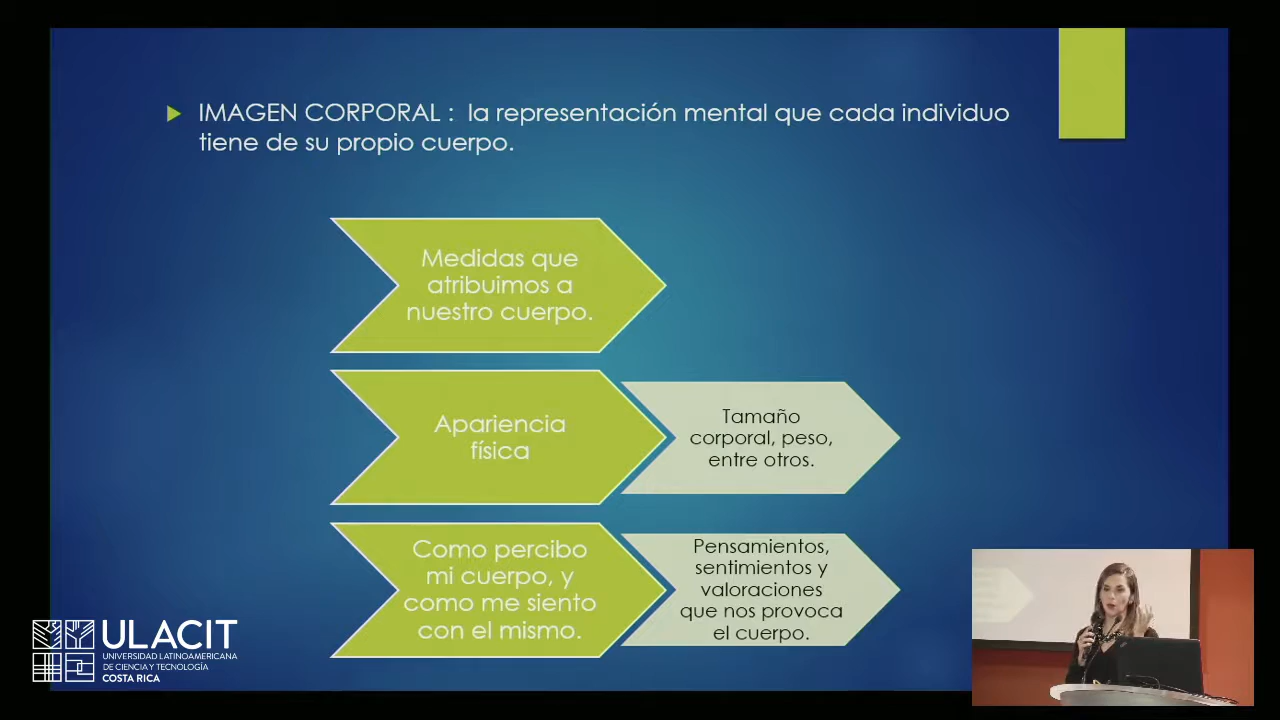 IMAGEN CORPORAL : la representación mental que cada individuo
tiene de su propio cuerpo.
Medidas que
atribuimos a
nuestro cuerpo.
Apariencia
física
Tamaño
corporal, peso,
entre otros.
Como percibo
mi cuerpo, y
como me siento
con el mismo.
Pensamientos,
sentimientos y
valoraciones
que nos provoca
el cuerpo.
ULACIT
UNIVERSIDAD LATINOAMERICANA
DE CIENCIA Y TECNOLOGÍA
COSTA RICA